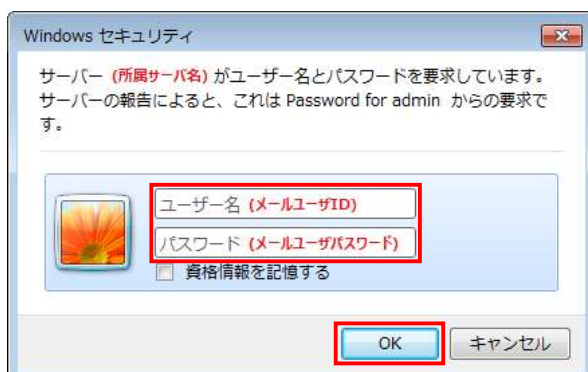 Windows セキュリティ
サーバー (所属サーバ名) がユーザー名とパスワードを要求しています。
サーバーの報告によると、これは Password for admin からの要求で
す。
ユーザー名 (メールユーザID)
パスワード (メールユーザパスワード)
資格情報を記憶する
OK キャンセル